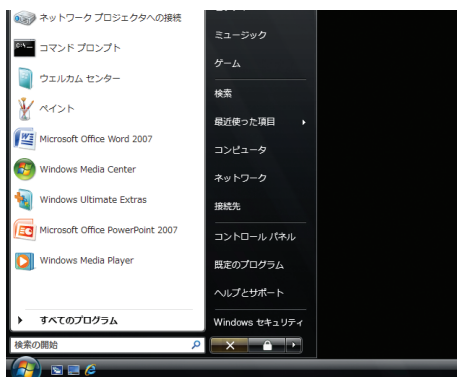 ネットワーク プロジェクタへの接続
コマンド プロンプト
ウェルカム センター
ペイント
Microsoft Office Word 2007
Windows Media Center
Windows Ultimate Extras
Microsoft Office PowerPoint 2007
Windows Media Player
すべてのプログラム
検索の開始
ミュージック
ゲーム
検索
最近使った項目
コンピュータ
ネットワーク
接続先
コントロール パネル
既定のプログラム
ヘルプとサポート
Windows セキュリティ